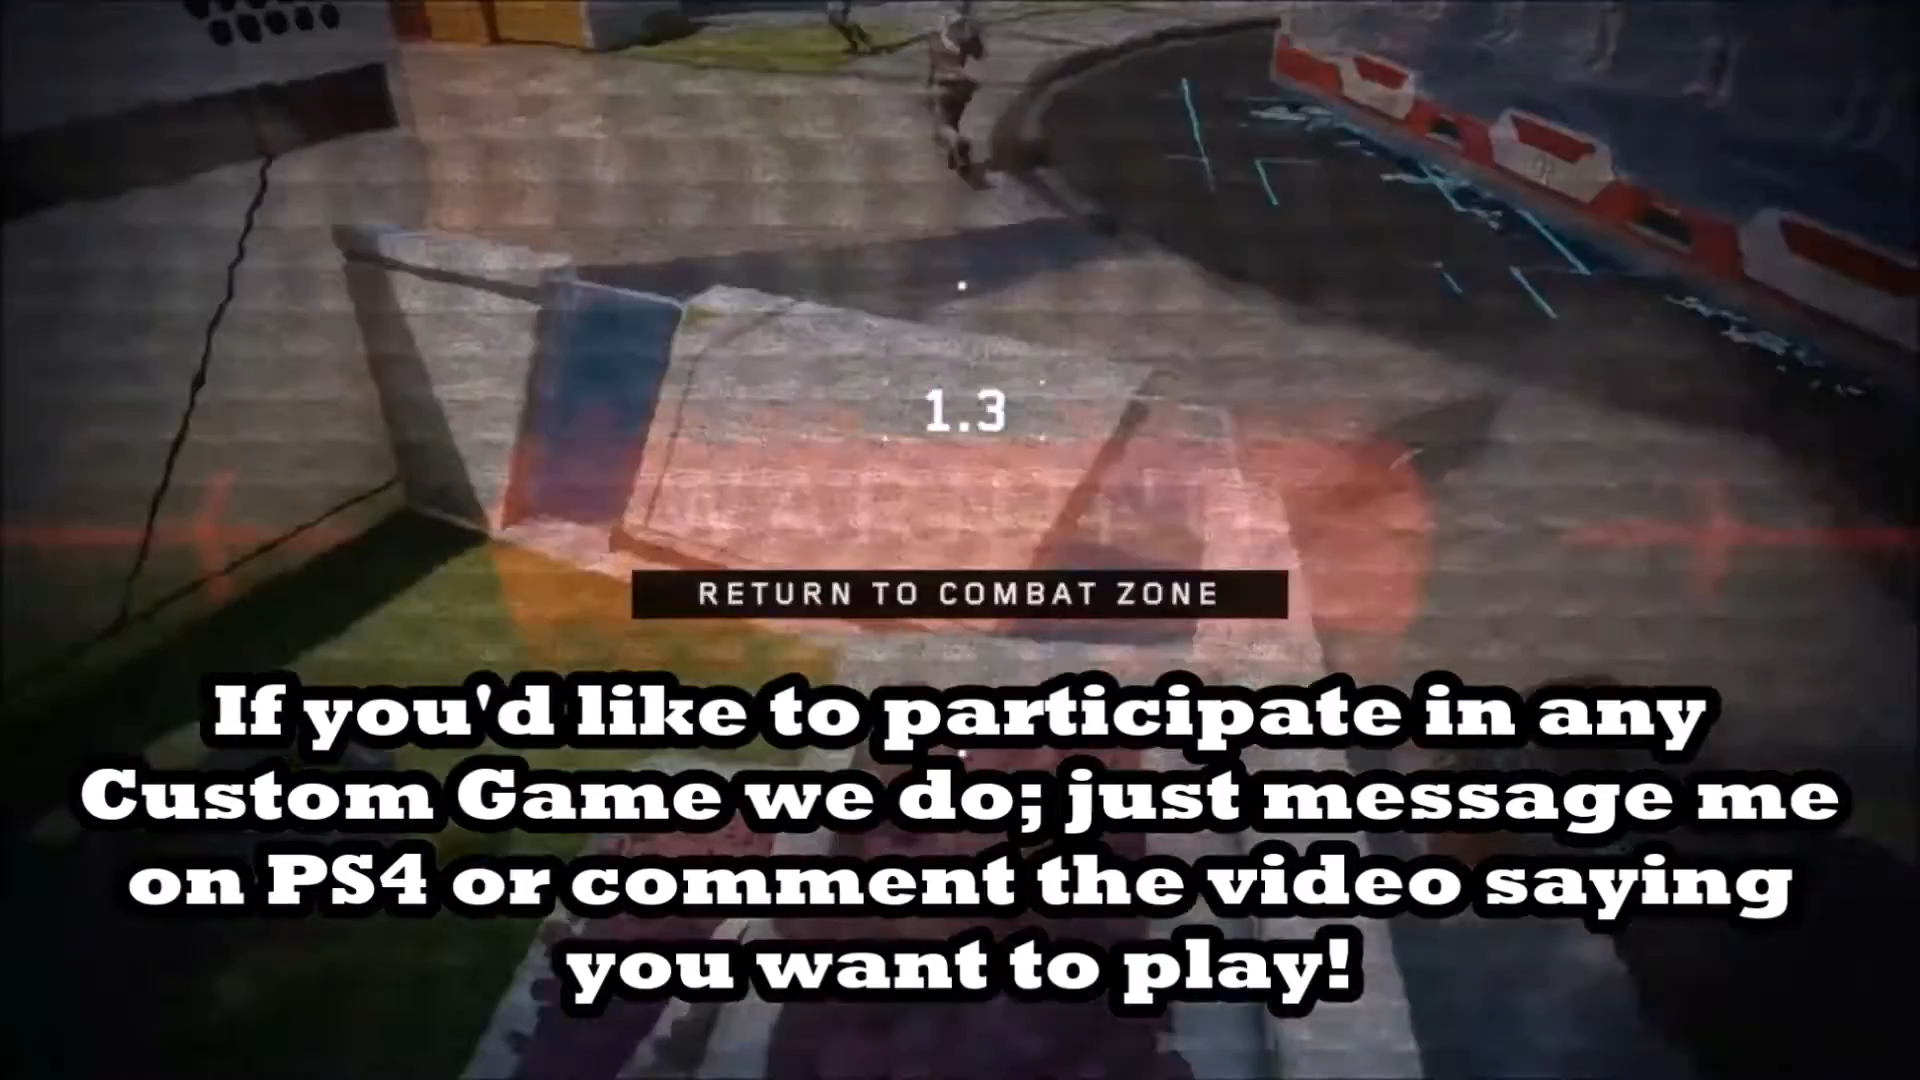 1.3
RETURN TO COMBAT ZONE
If you'd like to participate in any
Custom Game we do; just message me
on PS4 or comment the video saying
you want to play!